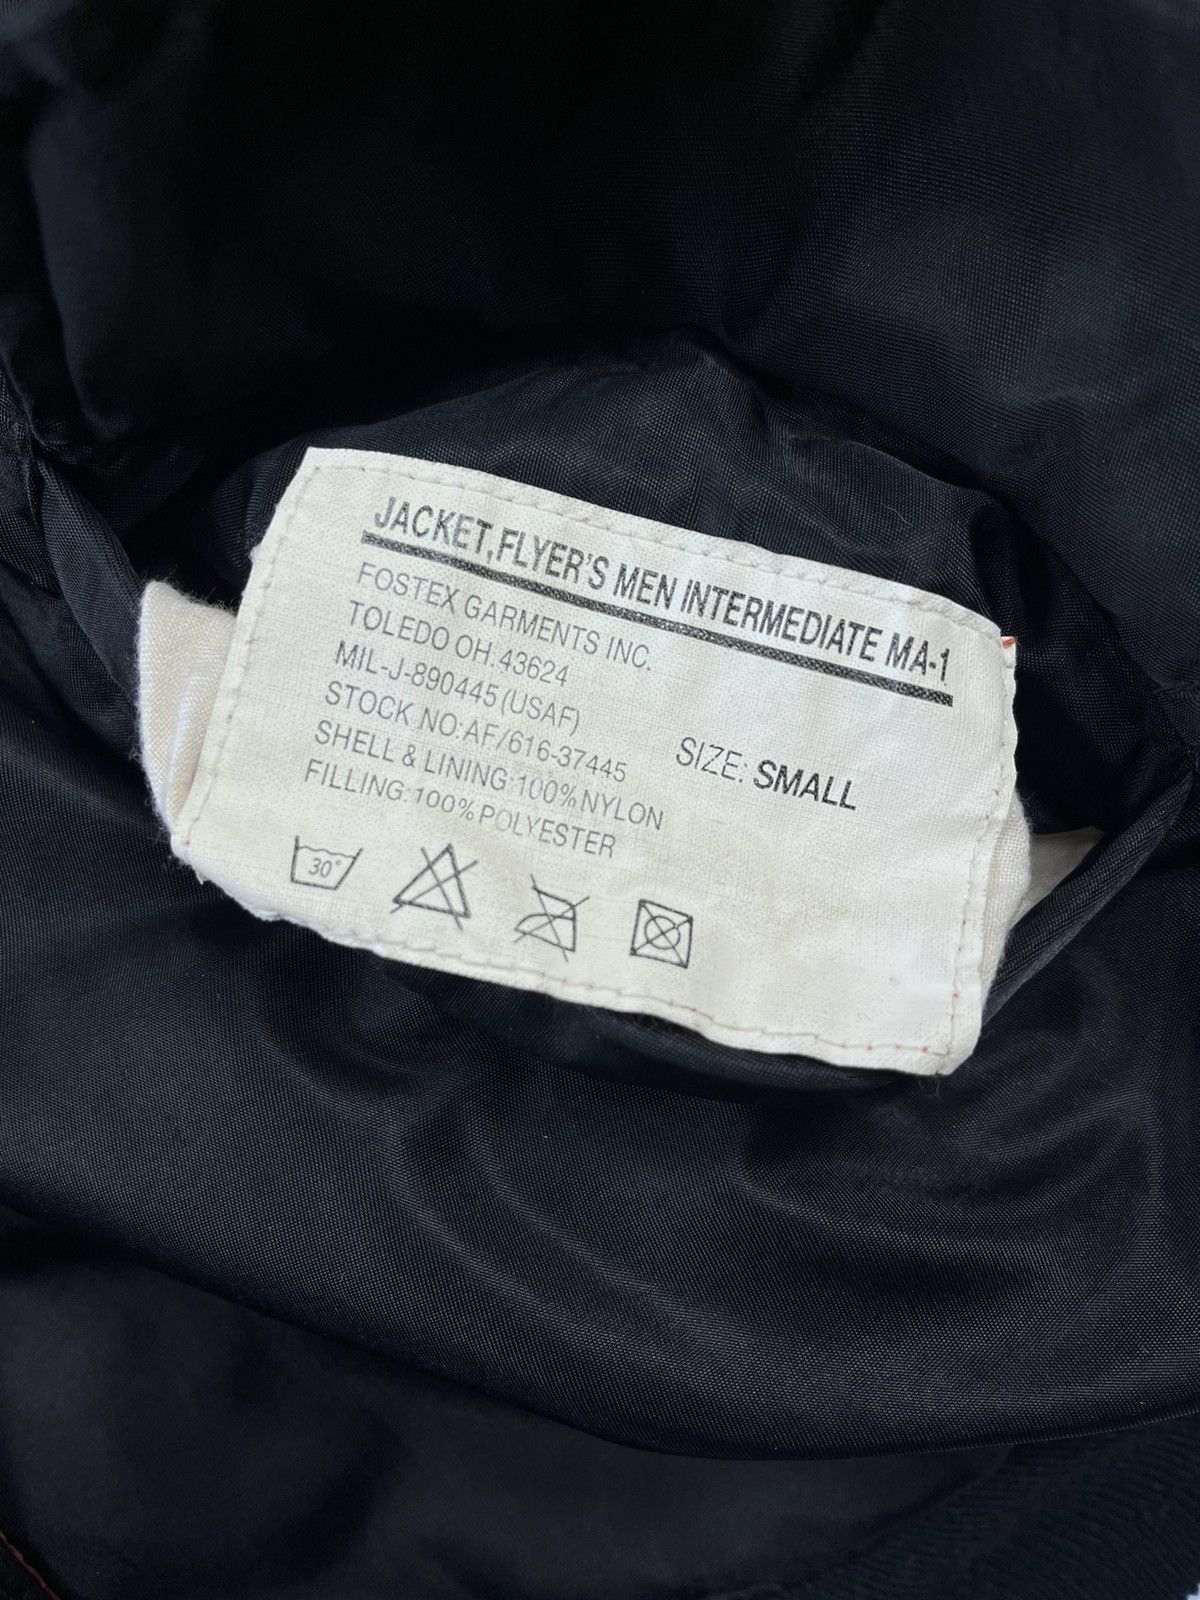 JACKET,FLYER'S MEN INTERMEDIATE MA-1
FOSTEX GARMENTS INC.
TOLEDO OH.43624
MIL-J-890445(USAF)
STOCK NO:AF/616-37445
SHELL & LINING:100%NYLON
FILLING:100%POLYESTER
SIZE: SMALL
30°